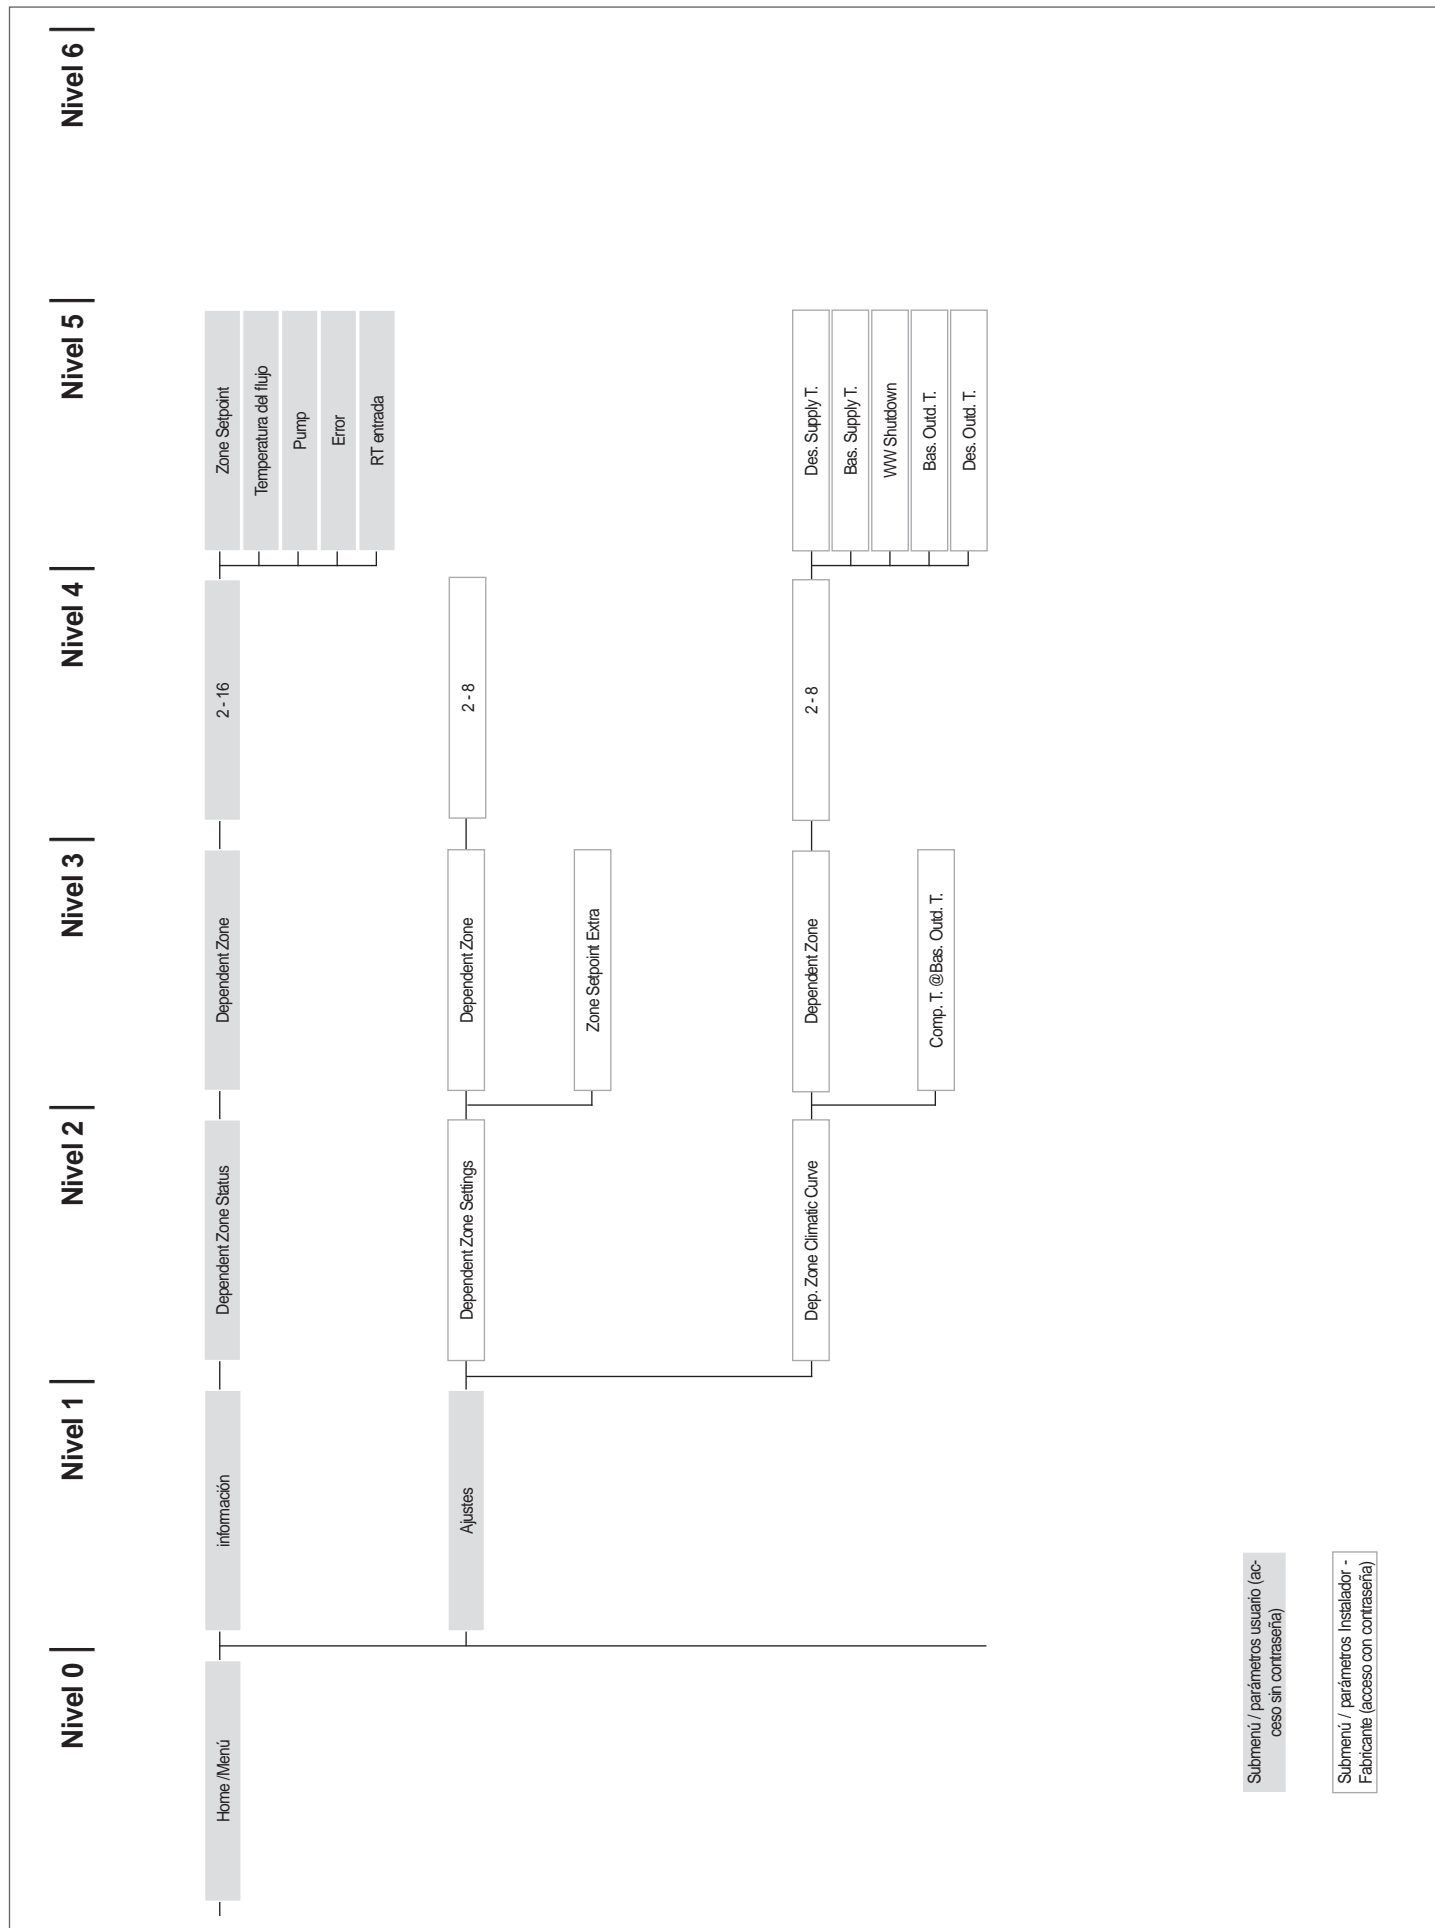 Nivel 0
Nivel 1
Nivel 2
Nivel 3
Nivel 4
Nivel 5
Nivel 6
Home /Menú
información
Dependent Zone Status
Dependent Zone
2 - 16
Zone Setpoint
Temperatura del flujo
Pump
Error
RT entrada
Ajustes
Dependent Zone Settings
Dependent Zone
2 - 8
Zone Setpoint Extra
Dep. Zone Climatic Curve
Dependent Zone
2 - 8
Des. Supply T.
Bas. Supply T.
WW Shutdown
Bas. Outd. T.
Des. Outd. T.
Comp. T. @Bas. Outd. T.
Submenú / parámetros usuario (ac-
ceso sin contraseña)
Submenú / parámetros Instalador -
Fabricante (acceso con contraseña)